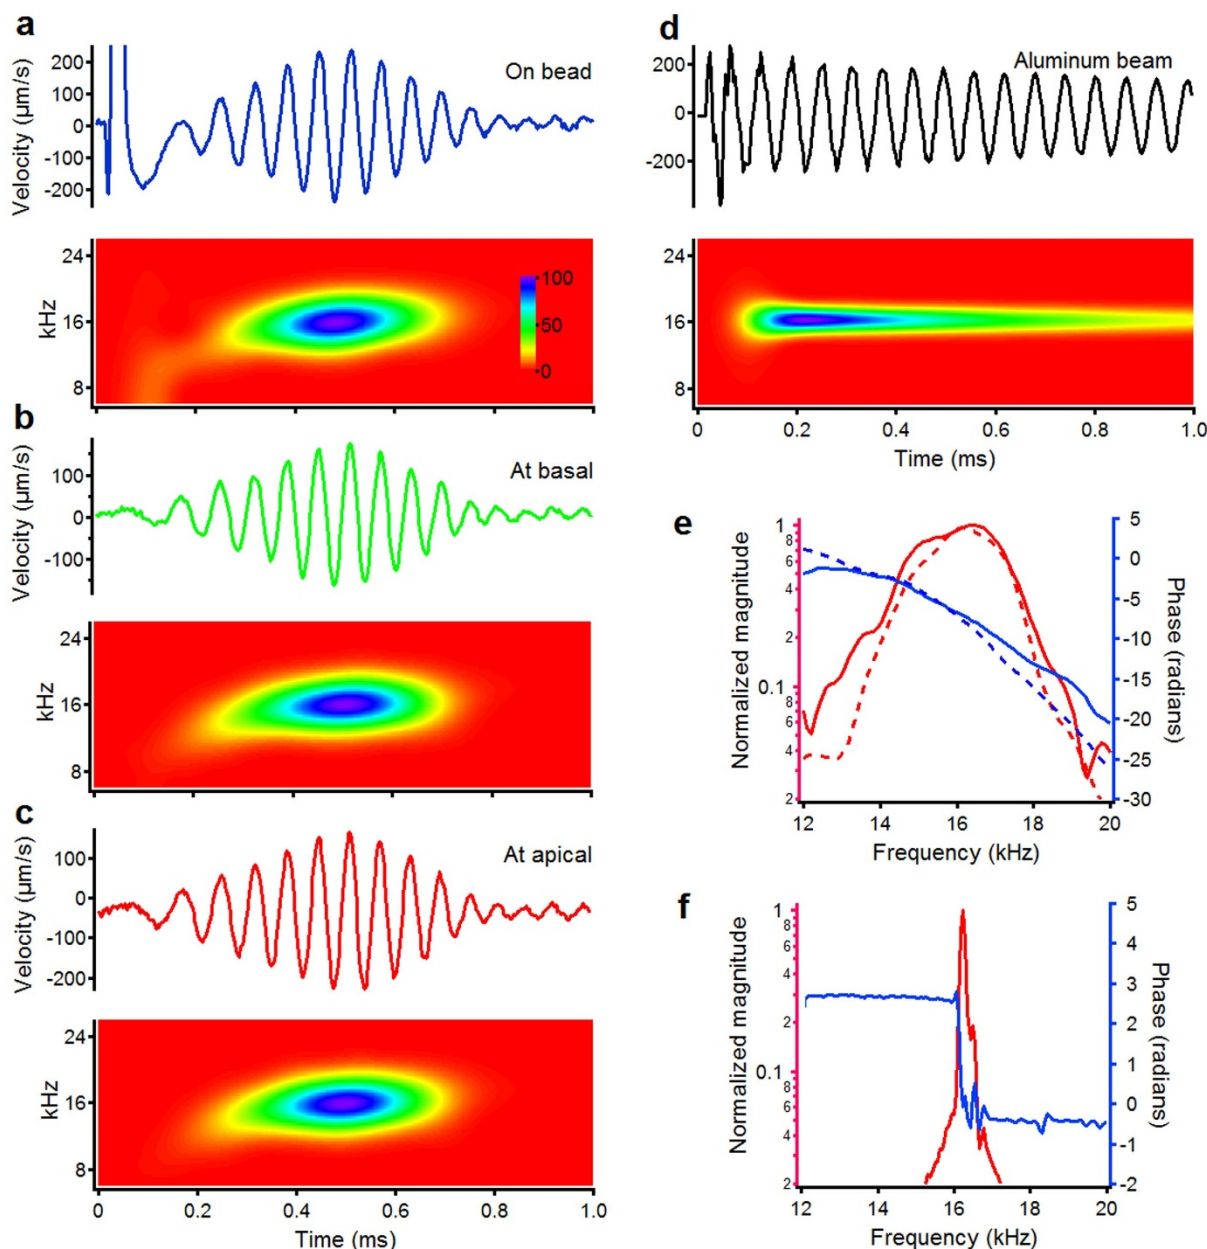 a
200
100
0
-100
-200
Velocity (µm/s)
On bead
24
16
8
kHz
100
50
0
b
100
0
-100
Velocity (µm/s)
At basal
24
16
8
kHz
c
100
0
-100
-200
Velocity (µm/s)
At apical
24
16
8
kHz
0 0.2 0.4 0.6 0.8 1.0
Time (ms)
d
200
0
-200
Aluminum beam
0 0.2 0.4 0.6 0.8 1.0
Time (ms)
e
1
8
6
4
2
0.1
8
6
4
2
Normalized magnitude
5
0
-5
-10
-15
-20
-25
-30
Phase (radians)
12 14 16 18 20
Frequency (kHz)
f
1
8
6
4
2
0.1
8
6
4
2
Normalized magnitude
5
4
3
2
1
0
-1
-2
Phase (radians)
12 14 16 18 20
Frequency (kHz)